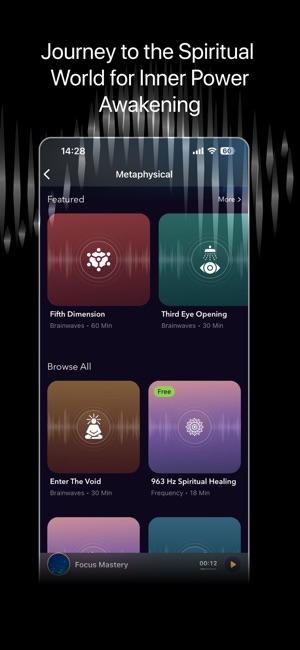 Journey to the Spiritual
World for Inner Power
Awakening
14:28
60
Metaphysical
Featured
More >
Fifth Dimension
Brainwaves • 60 Min
Third Eye Opening
Brainwaves • 30 Min
Browse All
Free
Enter The Void
Brainwaves • 30 Min
963 Hz Spiritual Healing
Frequency • 18 Min
Focus Mastery
00:12